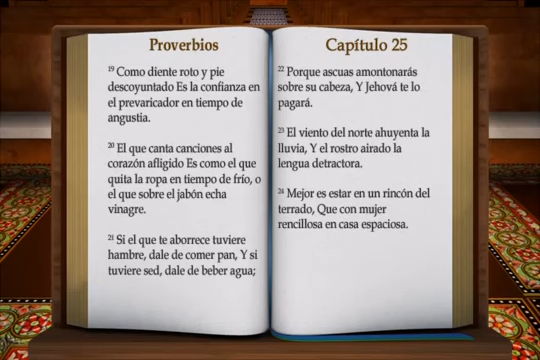 Proverbios
19 Como diente roto y pie
descoyuntado Es la confianza en
el prevaricador en tiempo de
angustia.
20 El que canta canciones al
corazón afligido Es como el que
quita la ropa en tiempo de frío, o
el que sobre el jabón echa
vinagre.
21 Si el que te aborrece tuviere
hambre, dale de comer pan, Y si
tuviere sed, dale de beber agua;
Capítulo 25
22 Porque ascuas amontonarás
sobre su cabeza, Y Jehová te lo
pagará.
23 El viento del norte ahuyenta la
lluvia, Y el rostro airado la
lengua detractora.
24 Mejor es estar en un rincón del
terrado, Que con mujer
rencillosa en casa espaciosa.